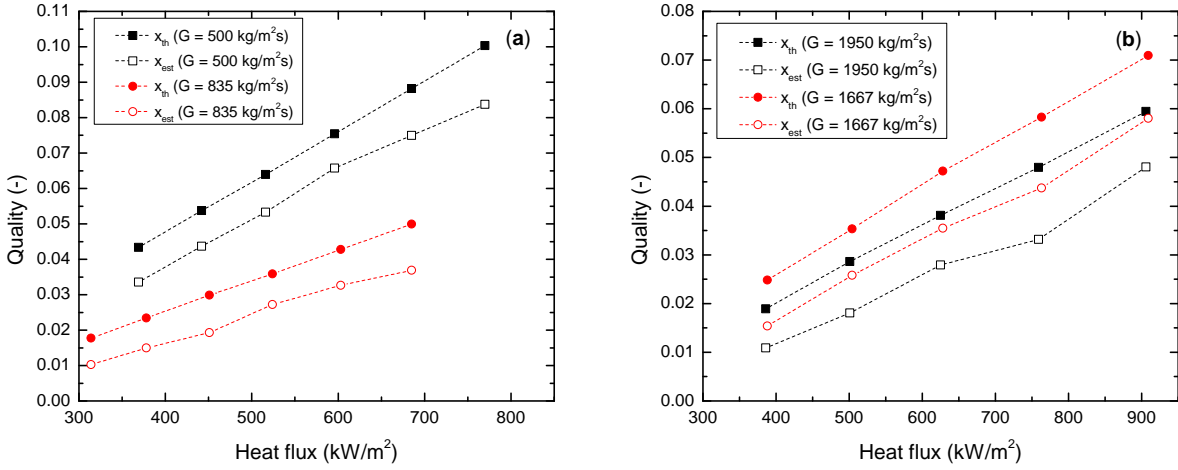 (a)
x_th (G = 500 kg/m²s)
x_est (G = 500 kg/m²s)
x_th (G = 835 kg/m²s)
x_est (G = 835 kg/m²s)
0.11
0.10
0.09
0.08
0.07
0.06
0.05
0.04
0.03
0.02
0.01
0.00
Quality (-)
300 400 500 600 700 800
Heat flux (kW/m²)
(b)
x_th (G = 1950 kg/m²s)
x_est (G = 1950 kg/m²s)
x_th (G = 1667 kg/m²s)
x_est (G = 1667 kg/m²s)
0.08
0.07
0.06
0.05
0.04
0.03
0.02
0.01
0.00
Quality (-)
300 400 500 600 700 800 900
Heat flux (kW/m²)